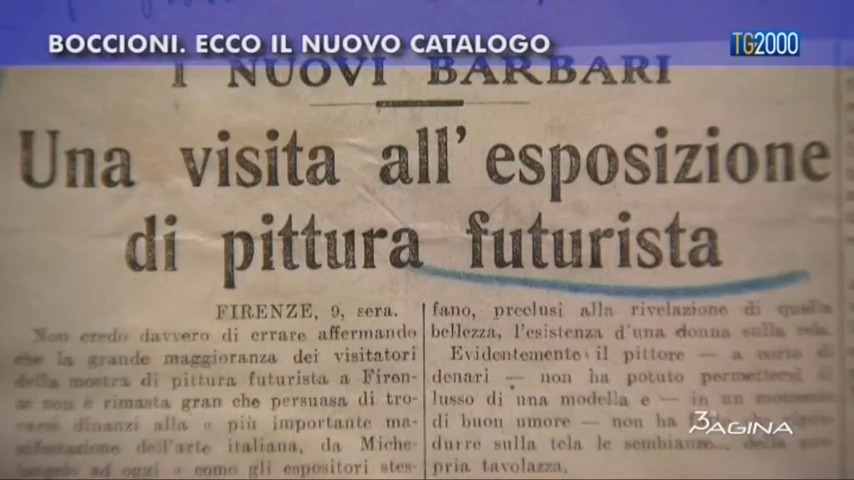 BOCCIONI. ECCO IL NUOVO CATALOGO
TG2000
I NUOVI BARBARI
Una visita all' esposizione
di pittura futurista
FIRENZE, 9, sera.
Non credo davvero di errare affermando
che la grande maggioranza dei visitatori
della mostra di pittura futurista a Firen-
ze non è rimasta gran che persuasa di tro-
varsi dinanzi alla « più importante ma-
nifestazione dell'arte italiana, da Miche-
langelo ad oggi » come gli espositori stes-
fano, preclusi alla rivelazione di quella
bellezza, l'esistenza d'una donna sulla tela.
Evidentemente il pittore — a corto di
denari — non ha potuto permettersi il
lusso di una modella e — in un momento
di buon umore — non ha
durre sulla tela le sembianze... della pro-
pria tavolazza.
3PAGINA